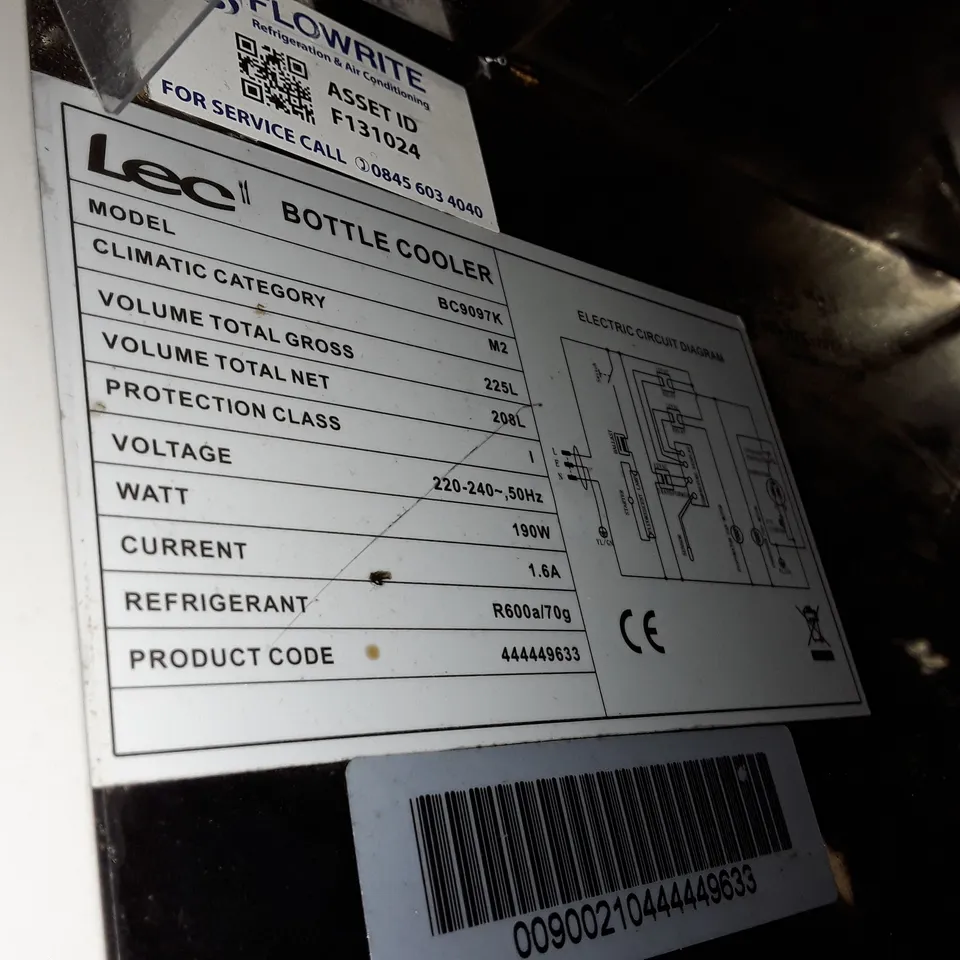 FLOWRITE
Refrigeration & Air Conditioning
ASSET ID
F131024
FOR SERVICE CALL 0845 603 4040
Lec BOTTLE COOLER
MODEL BC9097K
CLIMATIC CATEGORY M2
VOLUME TOTAL GROSS 225L
VOLUME TOTAL NET 208L
PROTECTION CLASS I
VOLTAGE 220-240~,50Hz
WATT 190W
CURRENT 1.6A
REFRIGERANT R600a/70g
PRODUCT CODE 444449633
ELECTRIC CIRCUIT DIAGRAM
STARTER
CE
00900210444449633